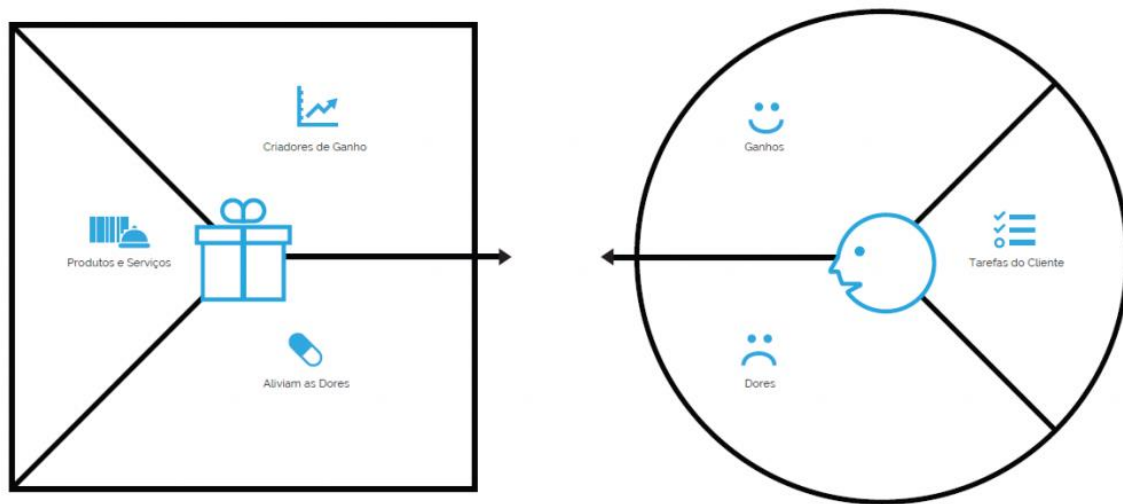 Criadores de Ganho
Produtos e Serviços
Aliviam as Dores
Ganhos
Tarefas do Cliente
Dores